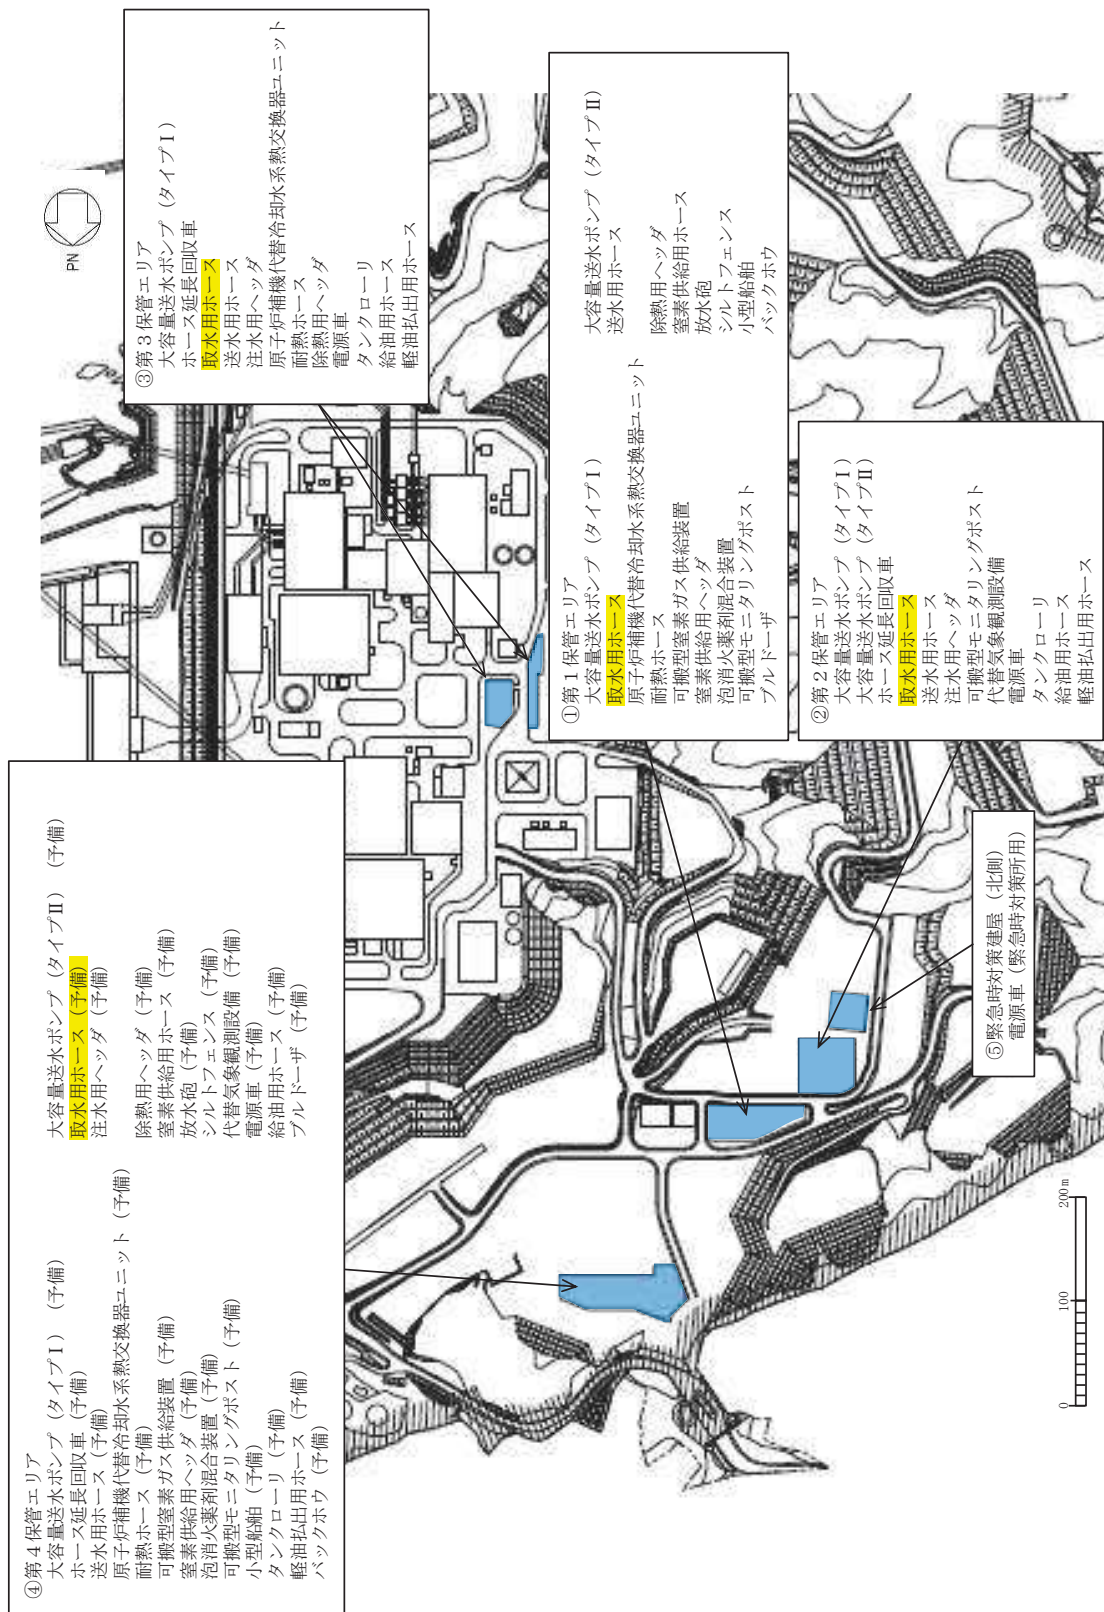 PN
④第4保管エリア
大容量送水ポンプ（タイプⅠ）（予備）
ホース延長回収車（予備）
送水用ホース（予備）
原子炉補機代替冷却水系熱交換器ユニット（予備）
耐熱ホース（予備）
可搬型窒素ガス供給装置（予備）
窒素供給用ヘッダ（予備）
泡消火薬剤混合装置（予備）
可搬型モニタリングポスト（予備）
小型船舶（予備）
タンクローリ（予備）
軽油払出用ホース（予備）
バックホウ（予備）
大容量送水ポンプ（タイプⅡ）（予備）
取水用ホース（予備）
注水用ヘッダ（予備）
除熱用ヘッダ（予備）
窒素供給用ホース（予備）
放水砲（予備）
シルトフェンス（予備）
代替気象観測設備（予備）
電源車（予備）
給油用ホース（予備）
ブルドーザ（予備）
③第3保管エリア
大容量送水ポンプ（タイプⅠ）
ホース延長回収車
取水用ホース
送水用ホース
注水用ヘッダ
原子炉補機代替冷却水系熱交換器ユニット
耐熱ホース
除熱用ヘッダ
電源車
タンクローリ
給油用ホース
軽油払出用ホース
①第1保管エリア
大容量送水ポンプ（タイプⅠ）
取水用ホース
原子炉補機代替冷却水系熱交換器ユニット
耐熱ホース
可搬型窒素ガス供給装置
窒素供給用ヘッダ
泡消火薬剤混合装置
可搬型モニタリングポスト
ブルドーザ
大容量送水ポンプ（タイプⅡ）
送水用ホース
除熱用ヘッダ
窒素供給用ホース
放水砲
シルトフェンス
小型船舶
バックホウ
②第2保管エリア
大容量送水ポンプ（タイプⅠ）
大容量送水ポンプ（タイプⅡ）
ホース延長回収車
取水用ホース
送水用ホース
注水用ヘッダ
可搬型モニタリングポスト
代替気象観測設備
電源車
タンクローリ
給油用ホース
軽油払出用ホース
⑤緊急時対策建屋（北側）
電源車（緊急時対策所用）
0 100 200m